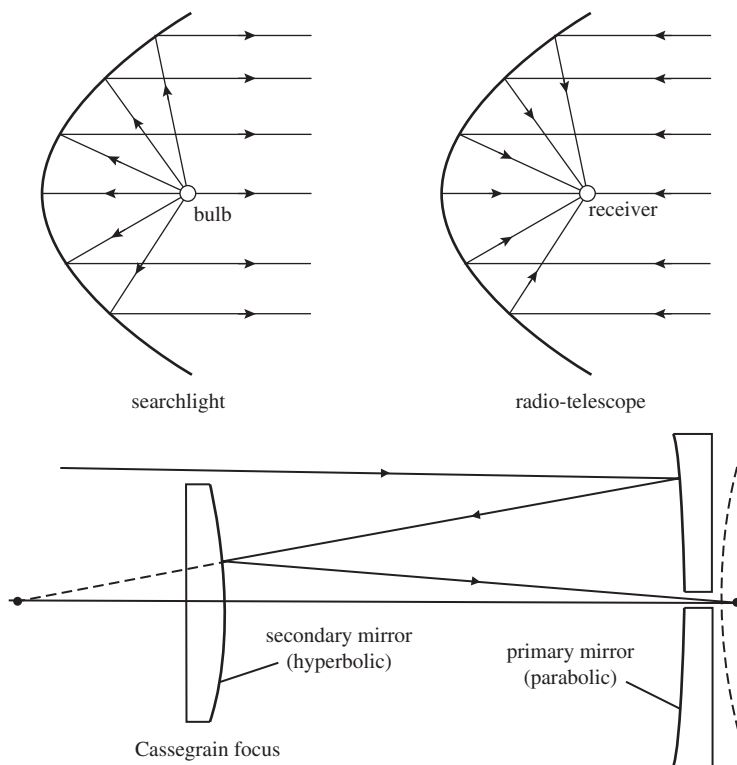 bulb
receiver
searchlight
radio-telescope
secondary mirror
(hyperbolic)
primary mirror
(parabolic)
Cassegrain focus